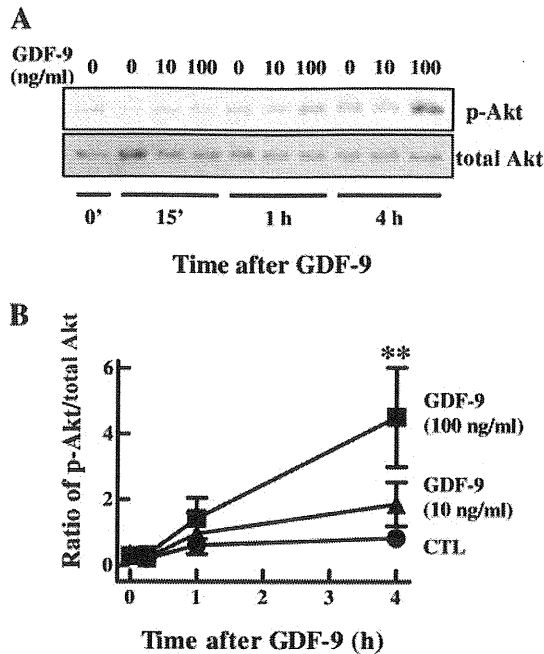 A
GDF-9 (ng/ml) 0 0 10 100 0 10 100 0 10 100
p-Akt
total Akt
0' 15' 1 h 4 h
Time after GDF-9
B
Ratio of p-Akt/total Akt
6
4
2
0
**
GDF-9
(100 ng/ml)
GDF-9
(10 ng/ml)
CTL
0 1 2 3 4
Time after GDF-9 (h)